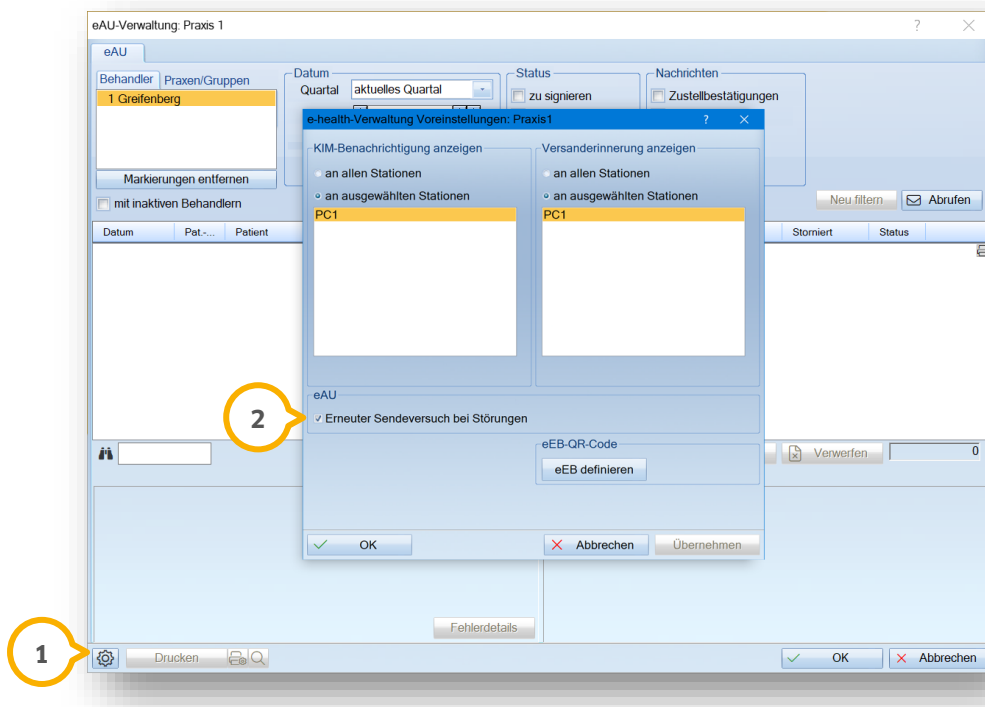 eAU-Verwaltung: Praxis 1
eAU
Behandler Praxen/Gruppen
1 Greifenberg
Markierungen entfernen
mit inaktiven Behandlern
Datum
Quartal aktuelles Quartal
Status
zu signieren
Nachrichten
Zustellbestätigungen
Neu filtern Abrufen
Datum Pat.-... Patient Storniert Status
e-health-Verwaltung Voreinstellungen: Praxis1
KIM-Benachrichtigung anzeigen
an allen Stationen
an ausgewählten Stationen
PC1
Versanderinnerung anzeigen
an allen Stationen
an ausgewählten Stationen
PC1
eAU
2
Erneuter Sendeversuch bei Störungen
eEB-QR-Code
eEB definieren
OK Abbrechen Übernehmen
Verwerfen 0
Fehlerdetails
1
Drucken OK Abbrechen